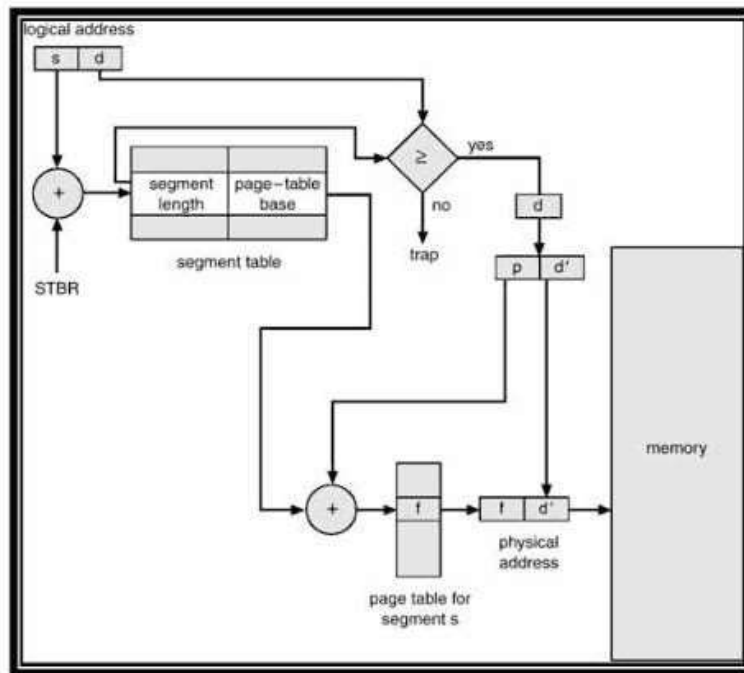 logical address
s d
≥
yes
no
trap
+
segment length
page-table base
segment table
STBR
d
p d'
memory
+
f
f d'
physical address
page table for segment s